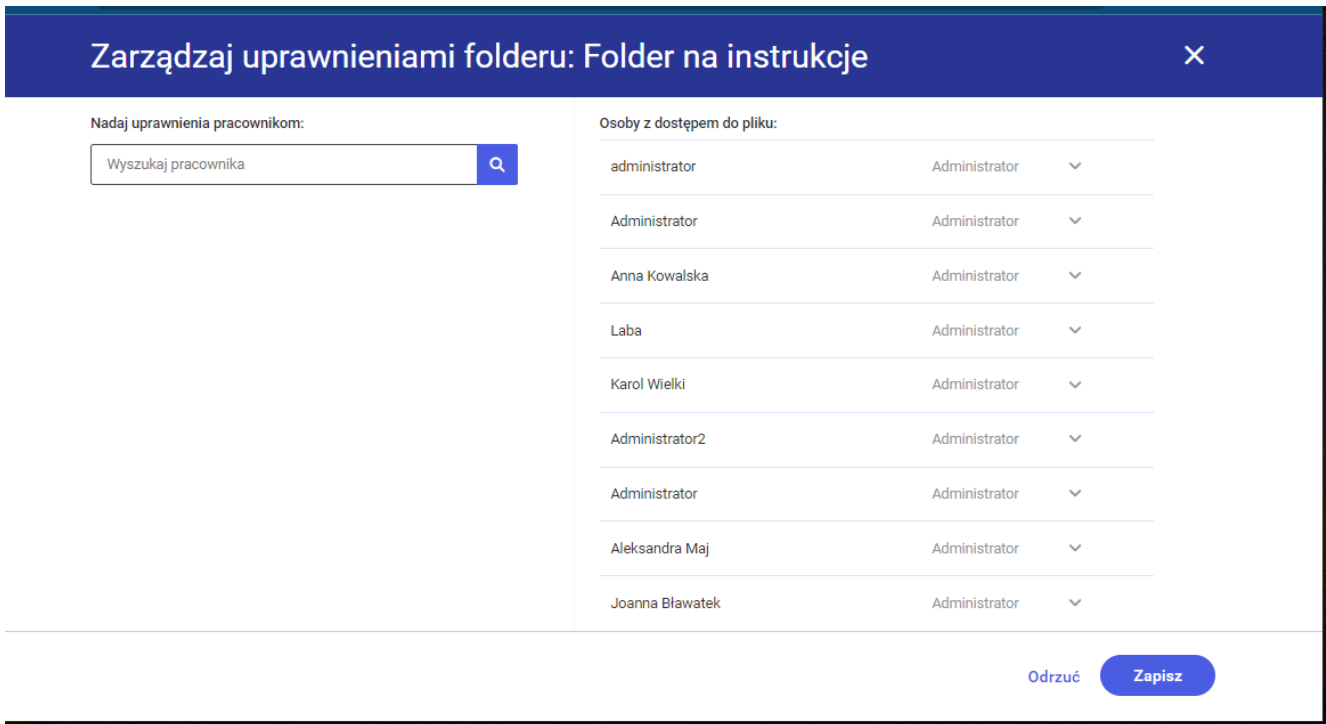 Zarządzaj uprawnieniami folderu: Folder na instrukcje
Nadaj uprawnienia pracownikom:
Wyszukaj pracownika
Osoby z dostępem do pliku:
administrator Administrator
Administrator Administrator
Anna Kowalska Administrator
Laba Administrator
Karol Wielki Administrator
Administrator2 Administrator
Administrator Administrator
Aleksandra Maj Administrator
Joanna Bławatek Administrator
Odrzuć Zapisz